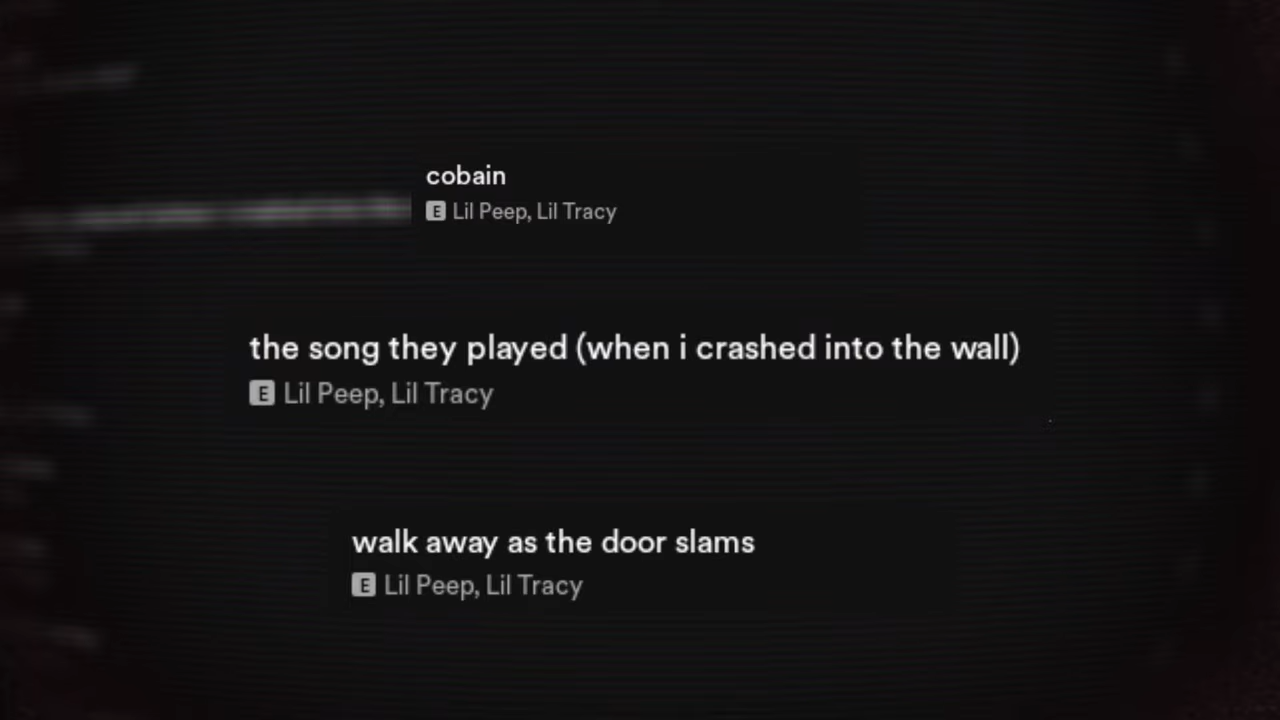 cobain
E Lil Peep, Lil Tracy
the song they played (when i crashed into the wall)
E Lil Peep, Lil Tracy
walk away as the door slams
E Lil Peep, Lil Tracy